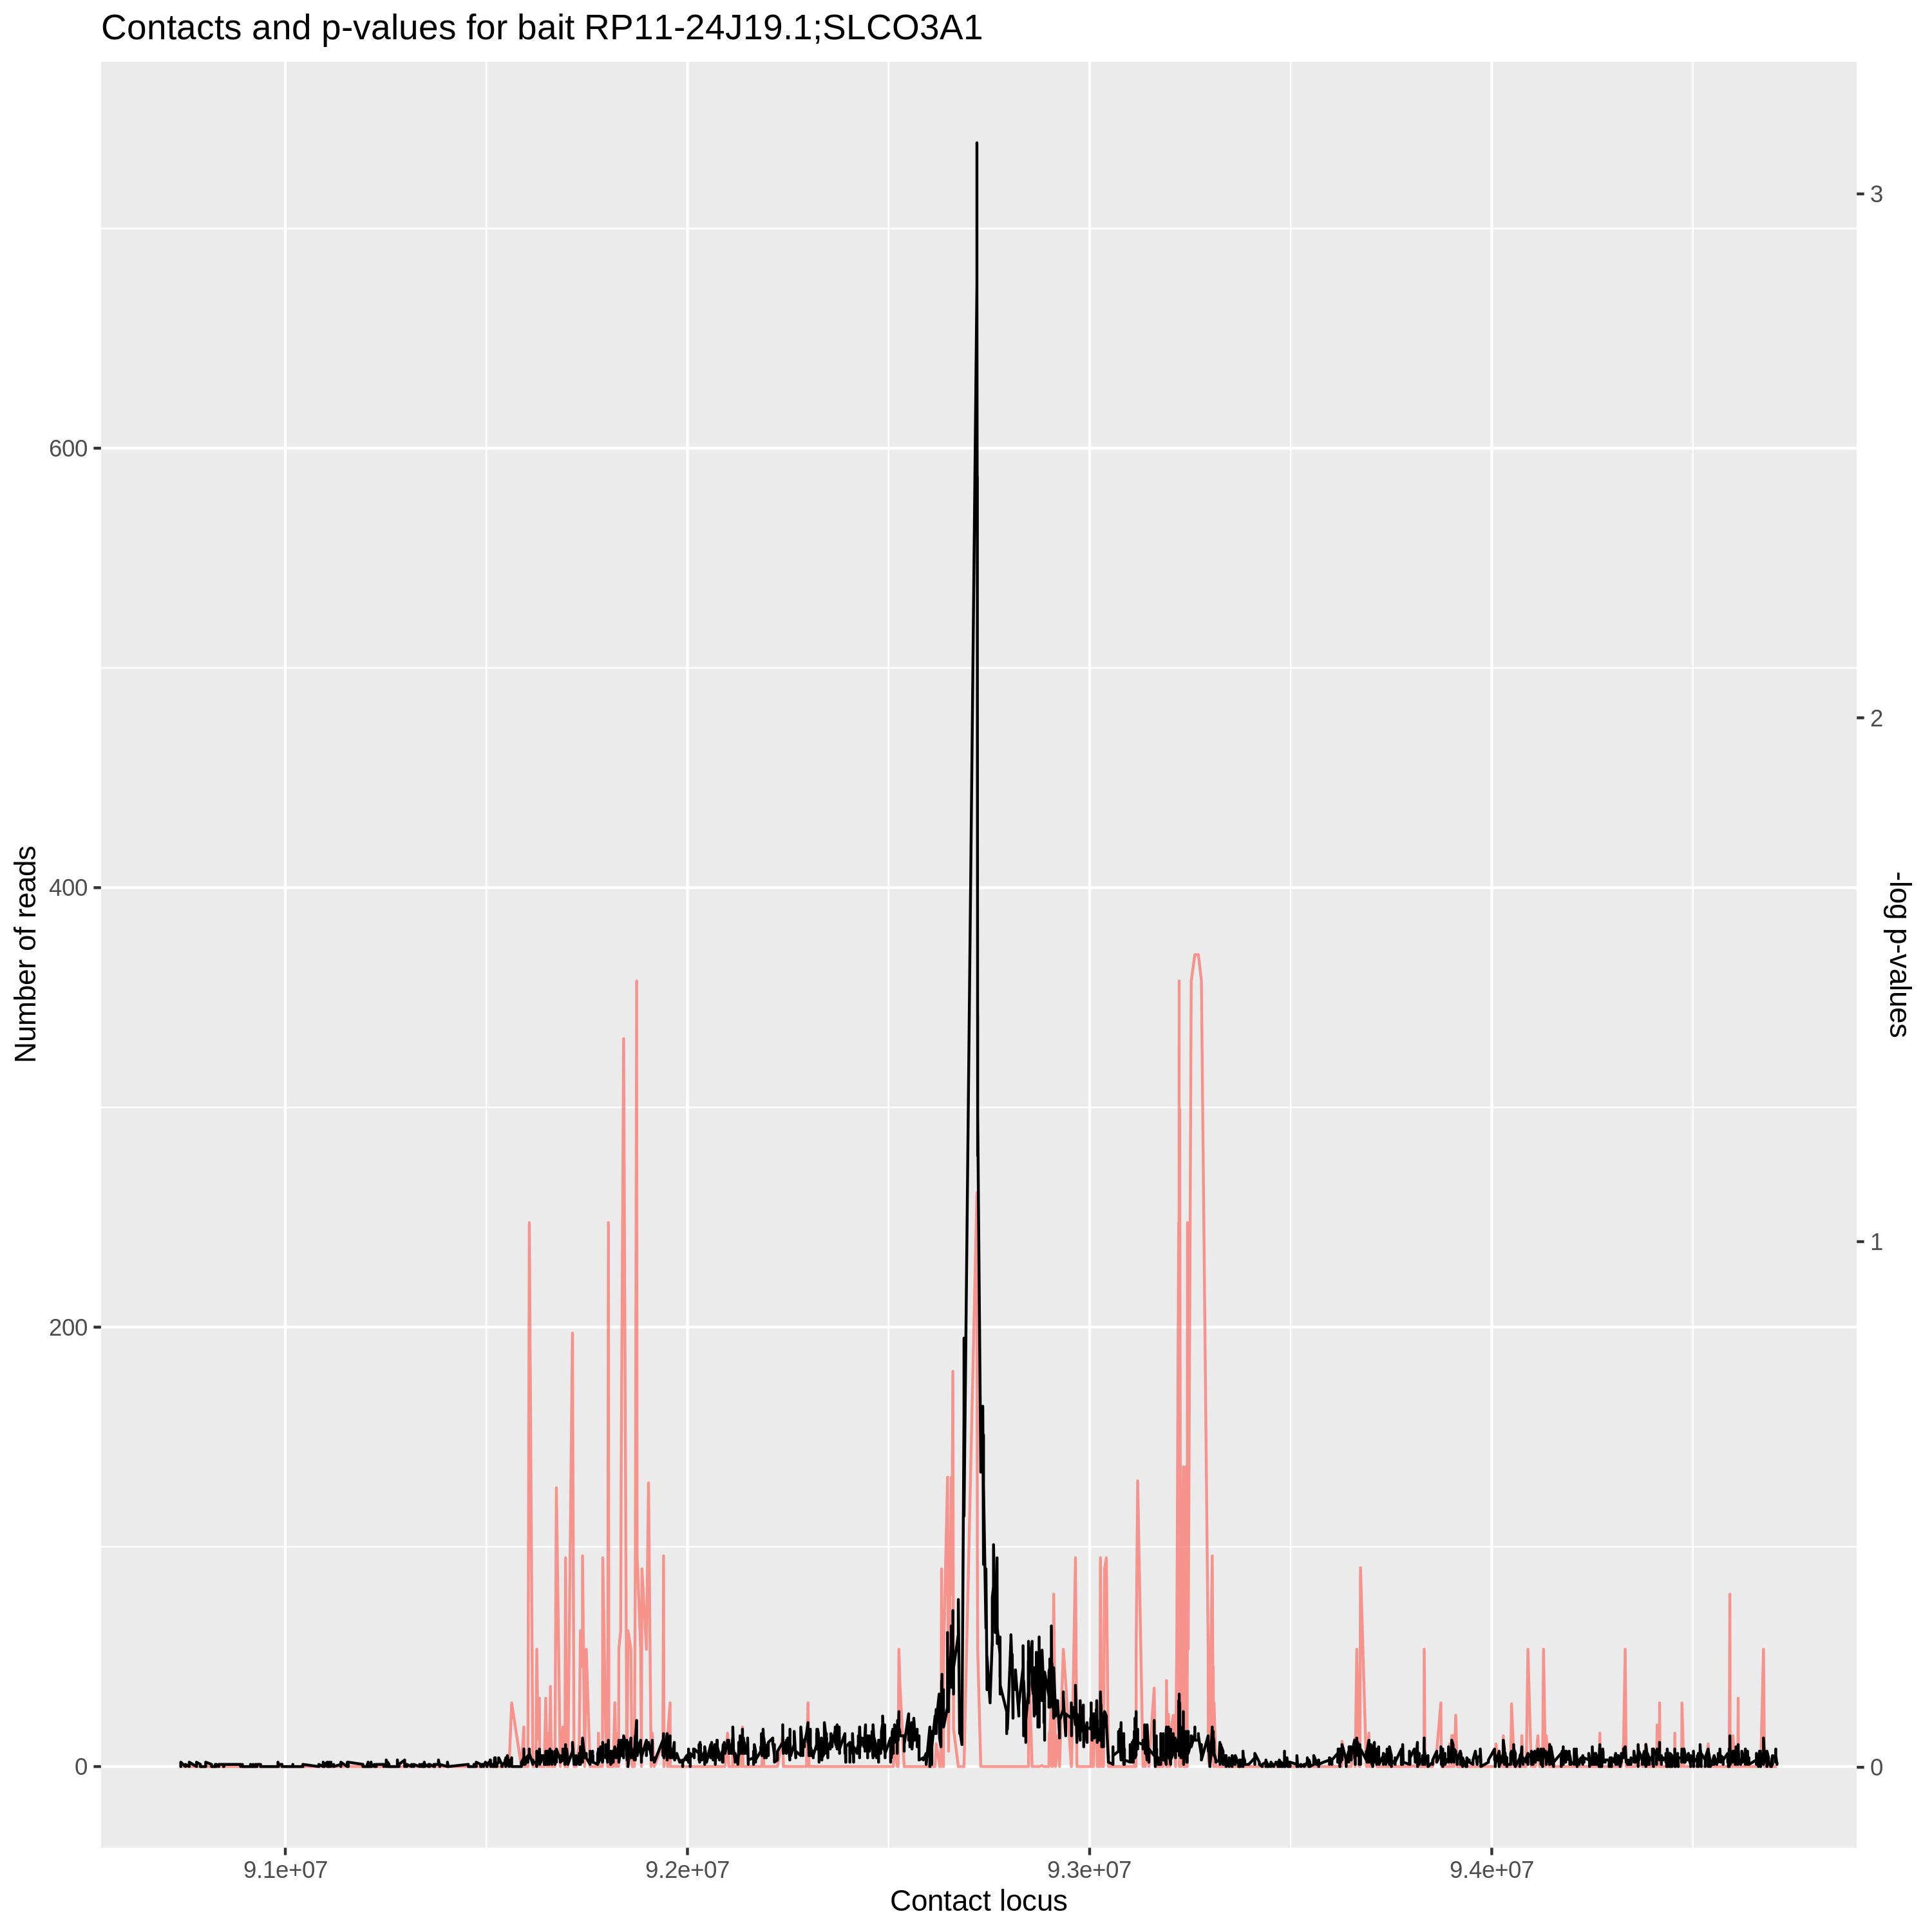 Contacts and p-values for bait RP11-24J19.1;SLCO3A1
3
600
2
Number of reads
400
-log p-values
1
200
0
0
9.1e+07
9.2e+07
9.3e+07
9.4e+07
Contact locus